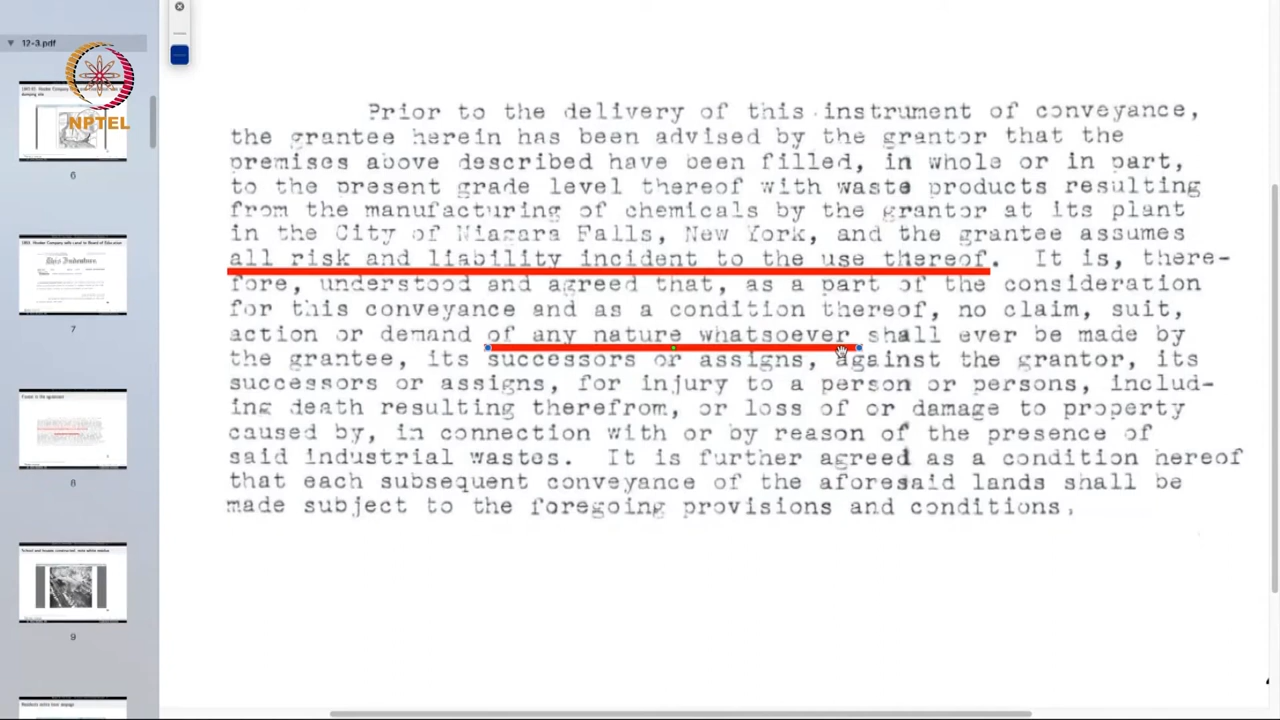 12-3.pdf
NPTEL
6
7
8
9
Prior to the delivery of this instrument of conveyance,
the grantee herein has been advised by the grantor that the
premises above described have been filled, in whole or in part,
to the present grade level thereof with waste products resulting
from the manufacturing of chemicals by the grantor at its plant
in the City of Niagara Falls, New York, and the grantee assumes
all risk and liability incident to the use thereof. It is, there-
fore, understood and agreed that, as a part of the consideration
for this conveyance and as a condition thereof, no claim, suit,
action or demand of any nature whatsoever shall ever be made by
the grantee, its successors or assigns, against the grantor, its
successors or assigns, for injury to a person or persons, includ-
ing death resulting therefrom, or loss of or damage to property
caused by, in connection with or by reason of the presence of
said industrial wastes. It is further agreed as a condition hereof
that each subsequent conveyance of the aforesaid lands shall be
made subject to the foregoing provisions and conditions.